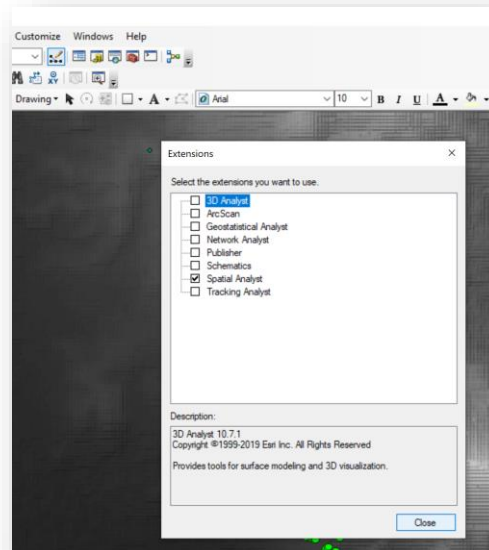 Customize Windows Help
Drawing A Arial 10 B I U A
Extensions
Select the extensions you want to use.
3D Analyst
ArcScan
Geostatistical Analyst
Network Analyst
Publisher
Schematics
Spatial Analyst
Tracking Analyst
Description:
3D Analyst 10.7.1
Copyright ©1999-2019 Esri Inc. All Rights Reserved
Provides tools for surface modeling and 3D visualization.
Close